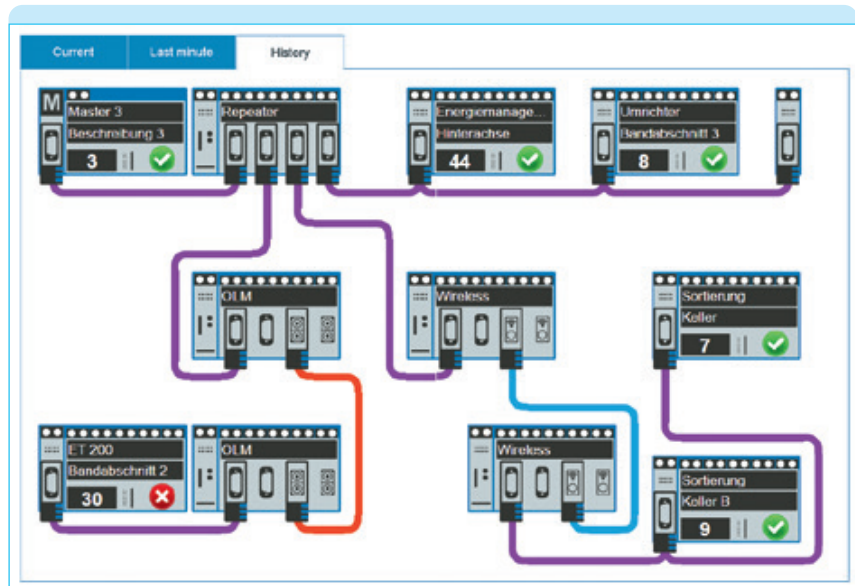 Current
Last minute
History
M
Master 3
Beschreibung 3
3
Repeater
Energiemanage...
Hinterachse
44
Umrichter
Bandabschnitt 3
8
OLM
Wireless
Sortierung
Keller
7
ET 200
Bandabschnitt 2
30
OLM
Wireless
Sortierung
Keller B
9